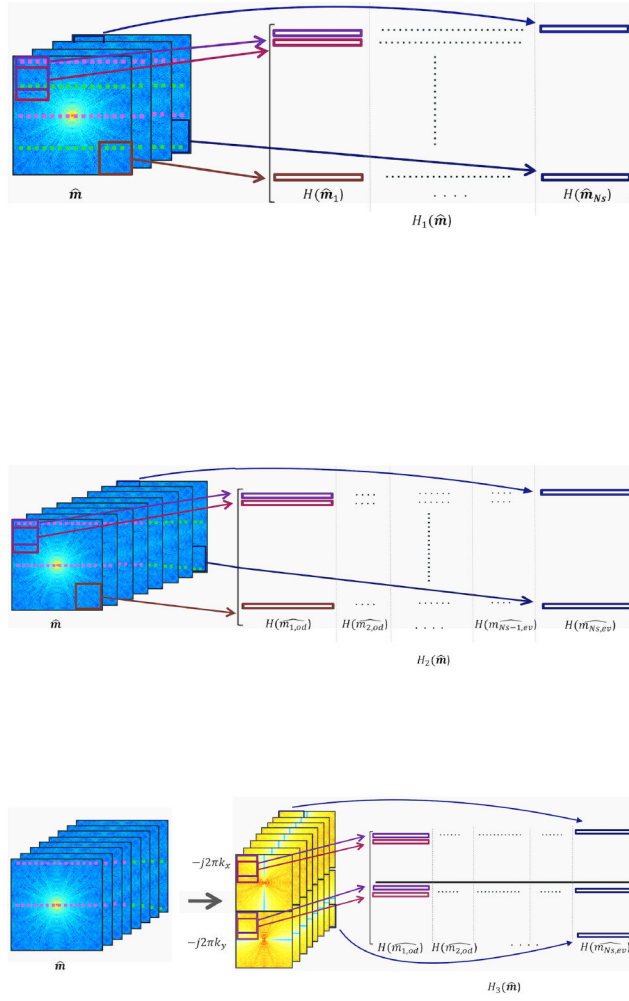 m̂ H(m̂₁) H(m̂_Ns)
H₁(m̂)
H(m̂_1,od) H(m̂_2,od) H(m̂_Ns−1,ev) H(m̂_Ns,ev)
m̂
H₂(m̂)
−j2πkₓ
−j2πk_y
H(m̂_1,od) H(m̂_2,od) H(m̂_Ns,ev)
m̂
H₃(m̂)